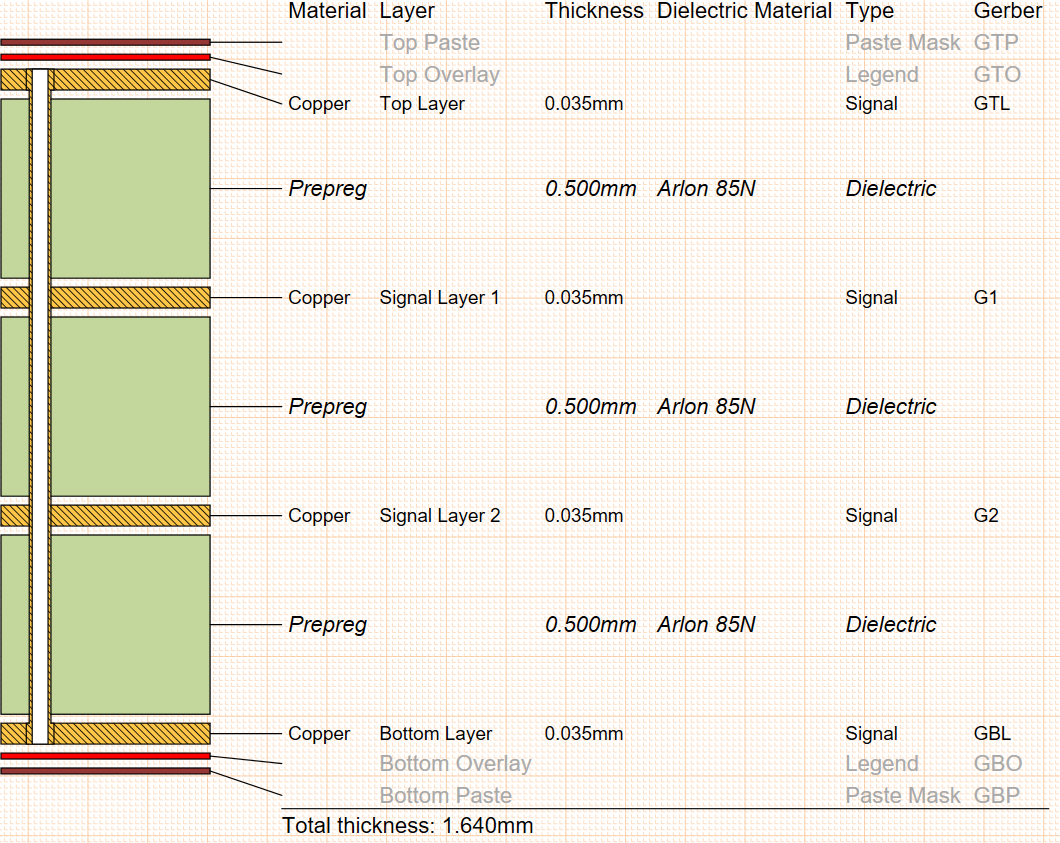 Material Layer Thickness Dielectric Material Type Gerber
Top Paste Paste Mask GTP
Top Overlay Legend GTO
Copper Top Layer 0.035mm Signal GTL
Prepreg 0.500mm Arlon 85N Dielectric
Copper Signal Layer 1 0.035mm Signal G1
Prepreg 0.500mm Arlon 85N Dielectric
Copper Signal Layer 2 0.035mm Signal G2
Prepreg 0.500mm Arlon 85N Dielectric
Copper Bottom Layer 0.035mm Signal GBL
Bottom Overlay Legend GBO
Bottom Paste Paste Mask GBP
Total thickness: 1.640mm